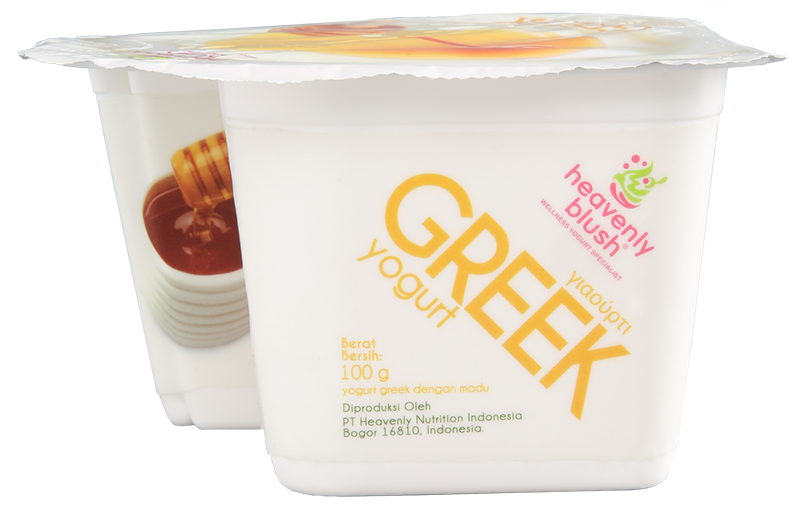 heavenly
blush®
WELLNESS YOGURT SPECIALIST
GREEK
yogurt
γιαούρτι
Berat
Bersih:
100 g
yogurt greek dengan madu
Diproduksi Oleh
PT Heavenly Nutrition Indonesia
Bogor 16810, Indonesia.